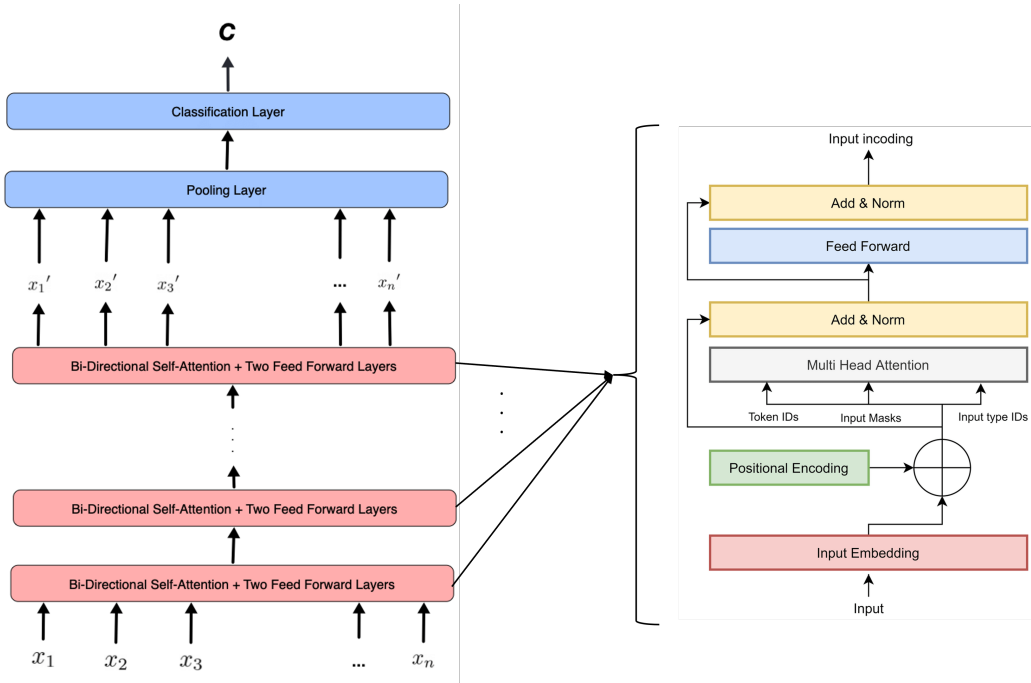 C
Classification Layer
Pooling Layer
x₁′ x₂′ x₃′ ... xₙ′
Bi-Directional Self-Attention + Two Feed Forward Layers
Bi-Directional Self-Attention + Two Feed Forward Layers
Bi-Directional Self-Attention + Two Feed Forward Layers
x₁ x₂ x₃ ... xₙ
Input incoding
Add & Norm
Feed Forward
Add & Norm
Multi Head Attention
Token IDs Input Masks Input type IDs
Positional Encoding
Input Embedding
Input